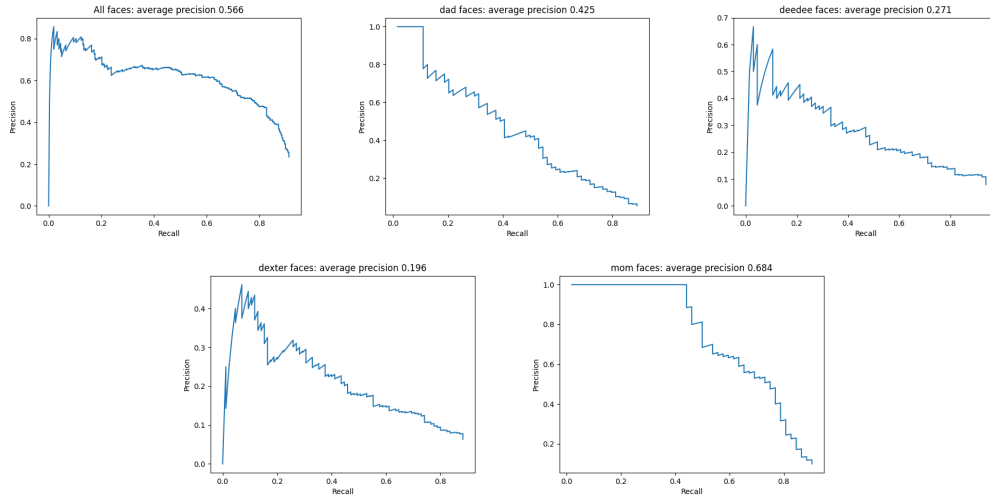 All faces: average precision 0.566
Precision
0.8
0.6
0.4
0.2
0.0
0.0 0.2 0.4 0.6 0.8
Recall
dad faces: average precision 0.425
Precision
1.0
0.8
0.6
0.4
0.2
0.0 0.2 0.4 0.6 0.8
Recall
deedee faces: average precision 0.271
Precision
0.7
0.6
0.5
0.4
0.3
0.2
0.1
0.0
0.0 0.2 0.4 0.6 0.8
Recall
dexter faces: average precision 0.196
Precision
0.4
0.3
0.2
0.1
0.0
0.0 0.2 0.4 0.6 0.8
Recall
mom faces: average precision 0.684
Precision
1.0
0.8
0.6
0.4
0.2
0.0 0.2 0.4 0.6 0.8
Recall